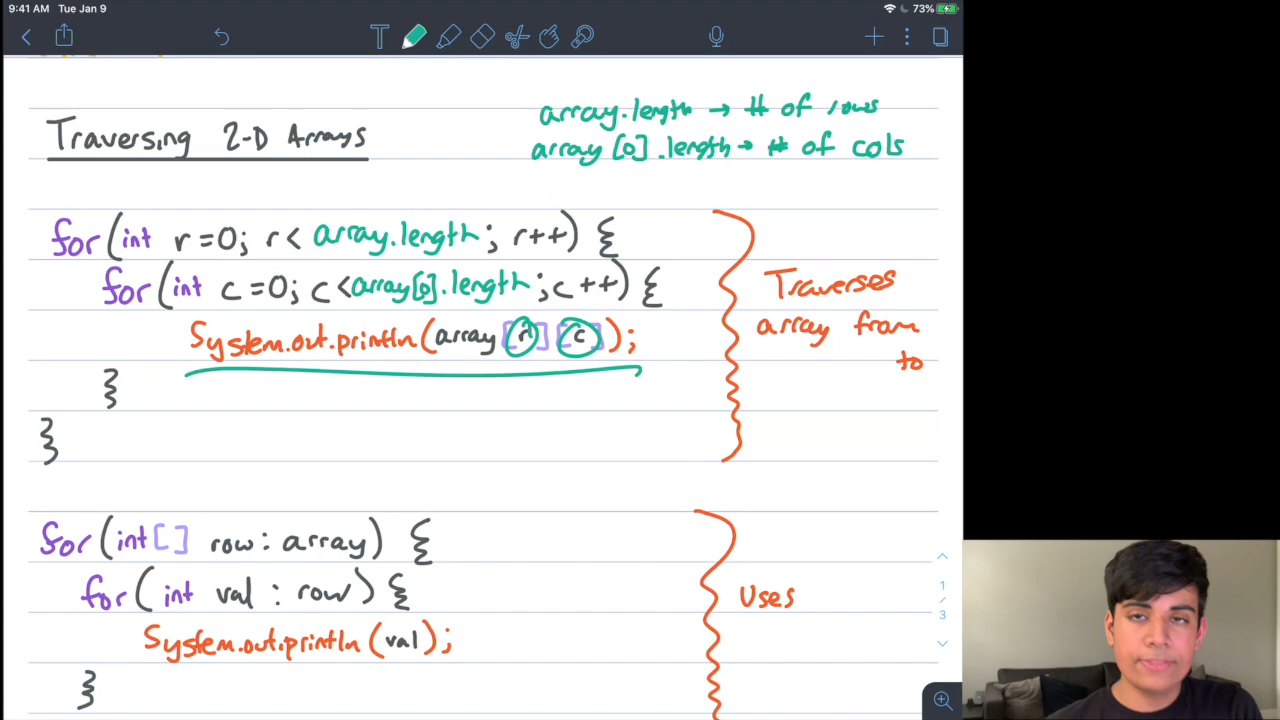 9:41 AM Tue Jan 9
73%
Traversing 2-D Arrays
array.length → # of rows
array[0].length → # of cols
for(int r=0; r< array.length; r++) {
for(int c=0; c<array[0].length; c++) {
System.out.println(array[r][c]);
}
}
Traverses
array from
to
for(int[] row: array) {
for(int val : row) {
System.out.println(val);
}
Uses
1
/
3